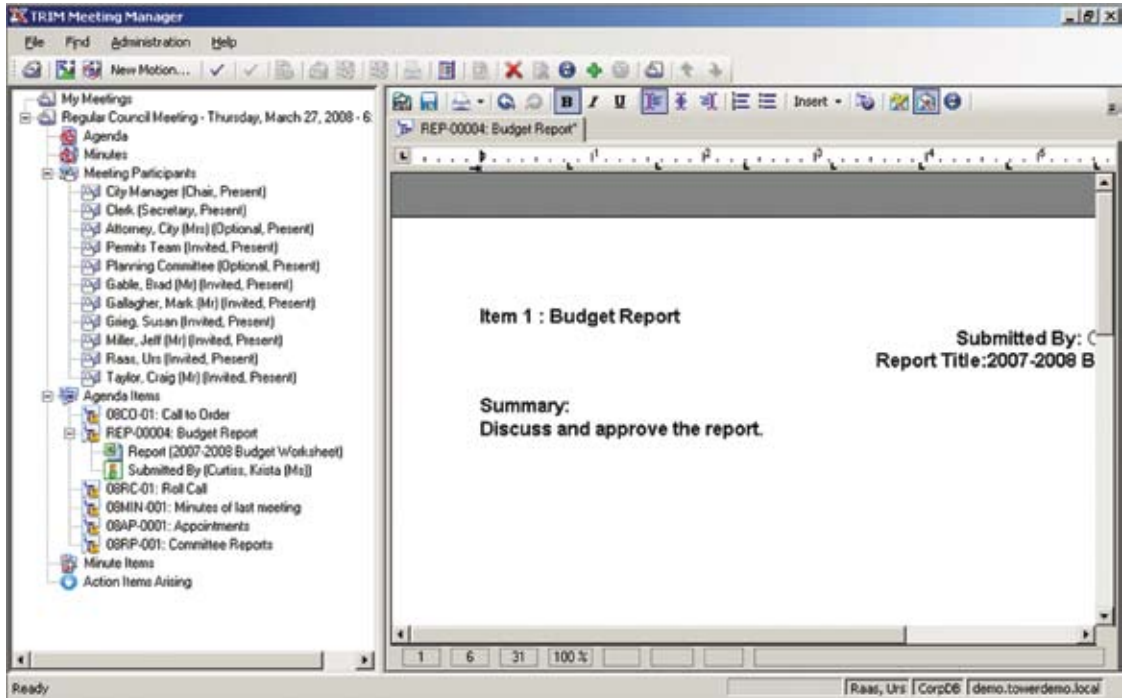 TRIM Meeting Manager
File Find Administration Help
New Motion...
My Meetings
Regular Council Meeting - Thursday, March 27, 2008 - 6:
Agenda
Minutes
Meeting Participants
City Manager (Chair, Present)
Clerk (Secretary, Present)
Attorney, City (Mrs) (Optional, Present)
Permits Team (Invited, Present)
Planning Committee (Optional, Present)
Gable, Brad (Mr) (Invited, Present)
Gallagher, Mark (Mr) (Invited, Present)
Grieg, Susan (Invited, Present)
Miller, Jeff (Mr) (Invited, Present)
Raas, Urs (Invited, Present)
Taylor, Craig (Mr) (Invited, Present)
Agenda Items
08CO-01: Call to Order
REP-00004: Budget Report
Report (2007-2008 Budget Worksheet)
Submitted By (Curtiss, Krista (Ms))
08RC-01: Roll Call
08MIN-001: Minutes of last meeting
08AP-0001: Appointments
08RP-001: Committee Reports
Minute Items
Action Items Arising
B I U Insert
REP-00004: Budget Report*
1 2 3 4 5
Item 1 : Budget Report
Submitted By: C
Report Title:2007-2008 B
Summary:
Discuss and approve the report.
1 6 31 100 %
Ready Raas, Urs CorpDB demo.towerdemo.local